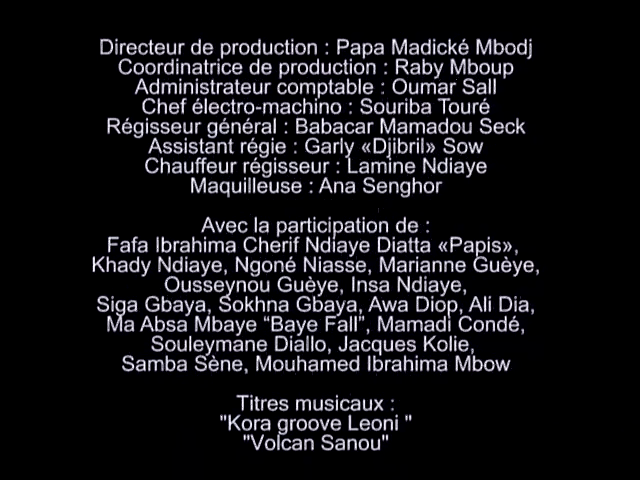 Directeur de production : Papa Madické Mbodj
Coordinatrice de production : Raby Mboup
Administrateur comptable : Oumar Sall
Chef électro-machino : Souriba Touré
Régisseur général : Babacar Mamadou Seck
Assistant régie : Garly «Djibril» Sow
Chauffeur régisseur : Lamine Ndiaye
Maquilleuse : Ana Senghor
Avec la participation de :
Fafa Ibrahima Cherif Ndiaye Diatta «Papis»,
Khady Ndiaye, Ngoné Niasse, Marianne Guèye,
Ousseynou Guèye, Insa Ndiaye,
Siga Gbaya, Sokhna Gbaya, Awa Diop, Ali Dia,
Ma Absa Mbaye “Baye Fall”, Mamadi Condé,
Souleymane Diallo, Jacques Kolie,
Samba Sène, Mouhamed Ibrahima Mbow
Titres musicaux :
"Kora groove Leoni "
"Volcan Sanou"